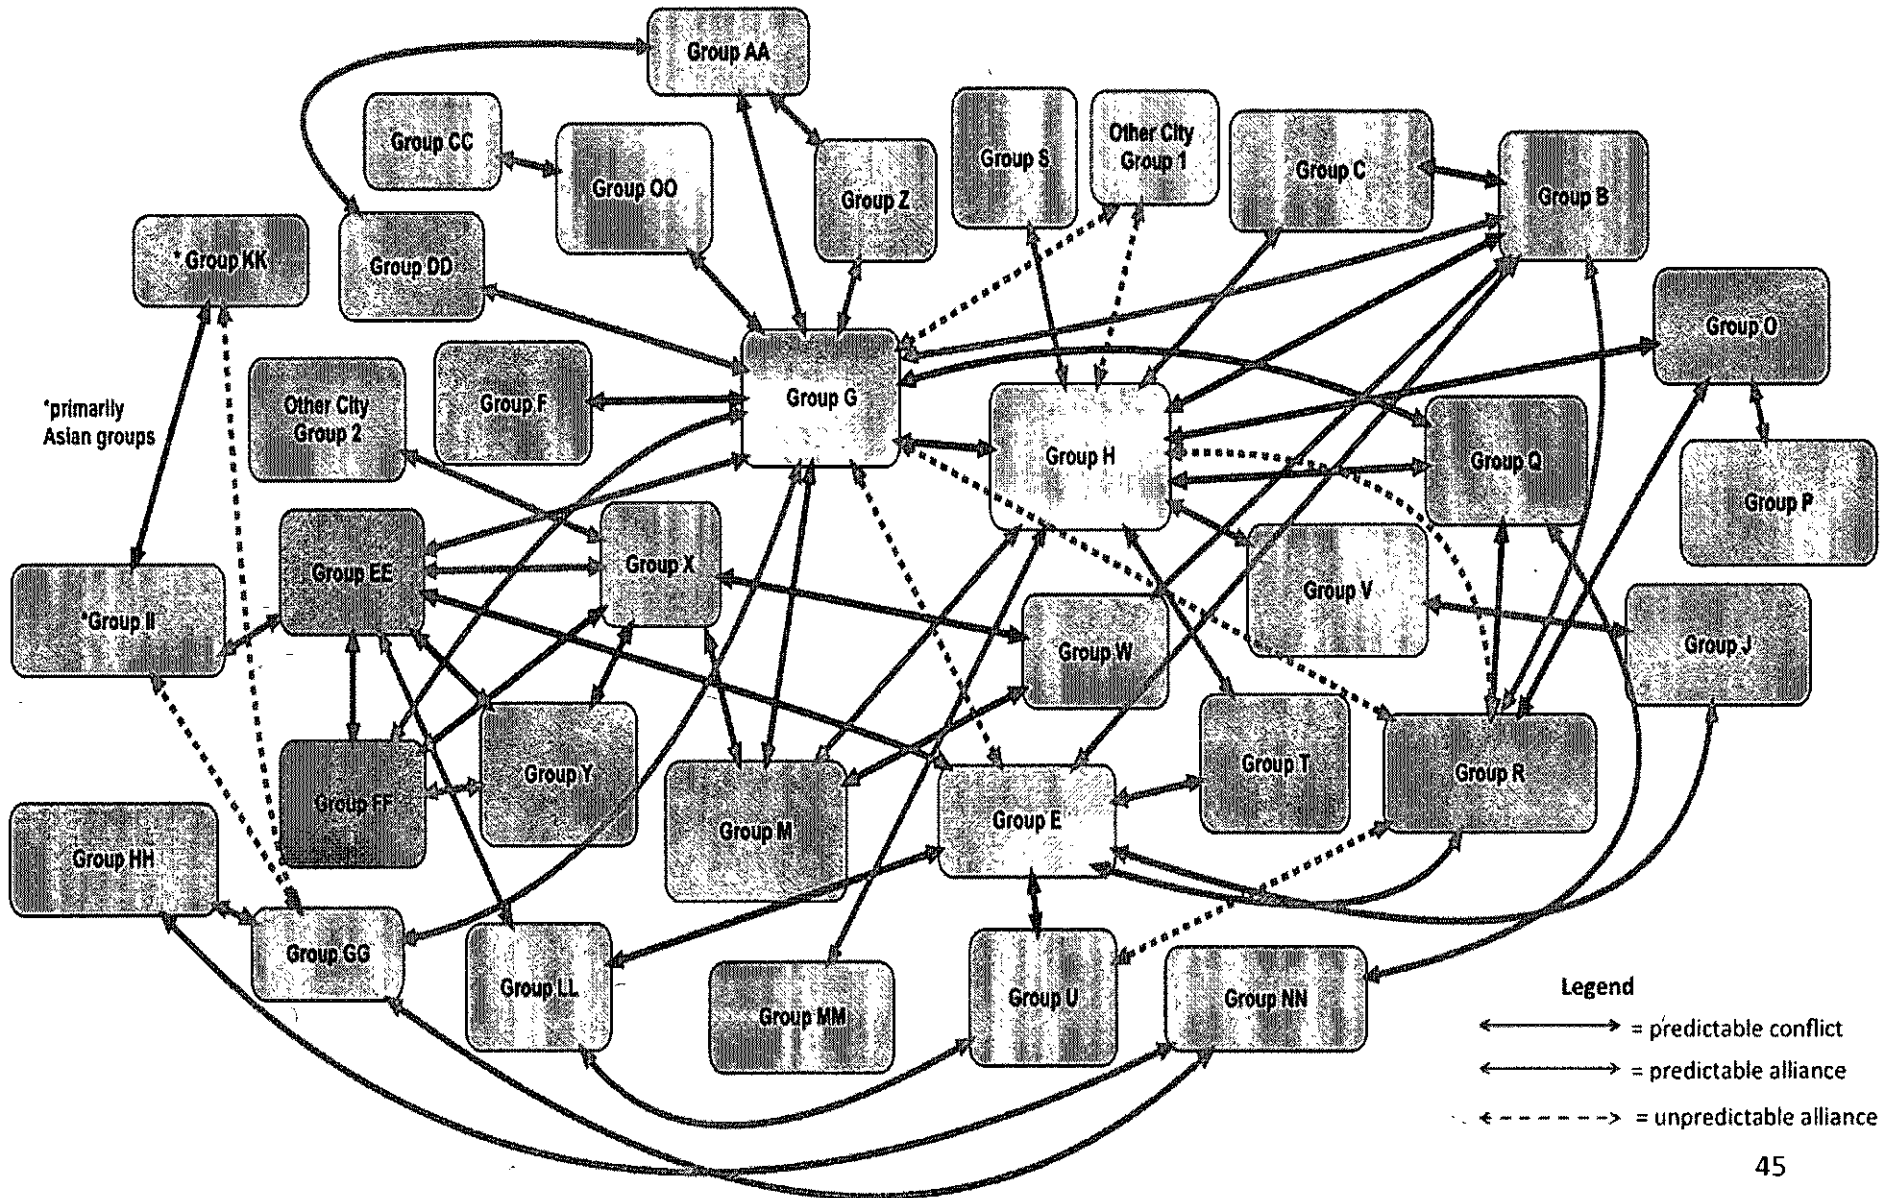 Group AA
Group CC
Group OO
Group Z
Group S
Other City
Group 1
Group C
Group B
* Group KK
Group DD
Group O
*primarily
Asian groups
Other City
Group 2
Group F
Group G
Group H
Group Q
Group P
*Group II
Group EE
Group X
Group W
Group V
Group J
Group HH
Group FF
Group Y
Group M
Group E
Group T
Group R
Group GG
Group LL
Group MM
Group U
Group NN
Legend
= predictable conflict
= predictable alliance
= unpredictable alliance
45